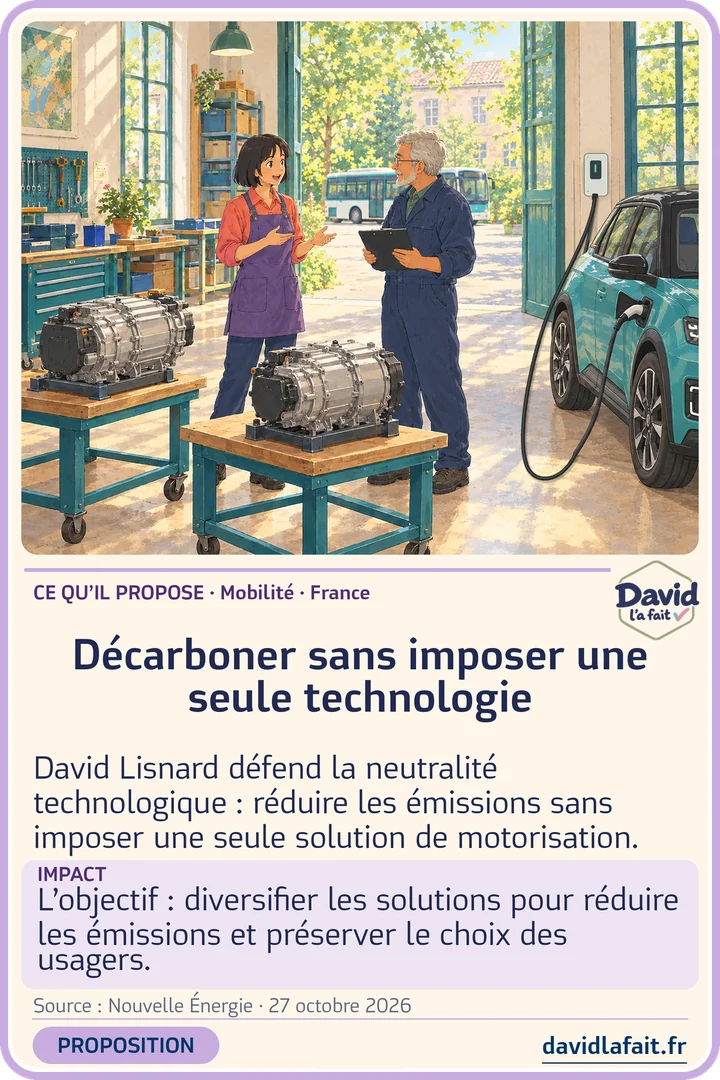 CE QU’IL PROPOSE · Mobilité · France
David
l’a fait
Décarboner sans imposer une
seule technologie
David Lisnard défend la neutralité
technologique : réduire les émissions sans
imposer une seule solution de motorisation.
IMPACT
L’objectif : diversifier les solutions pour réduire
les émissions et préserver le choix des
usagers.
Source : Nouvelle Énergie · 27 octobre 2026
PROPOSITION
davidlafait.fr